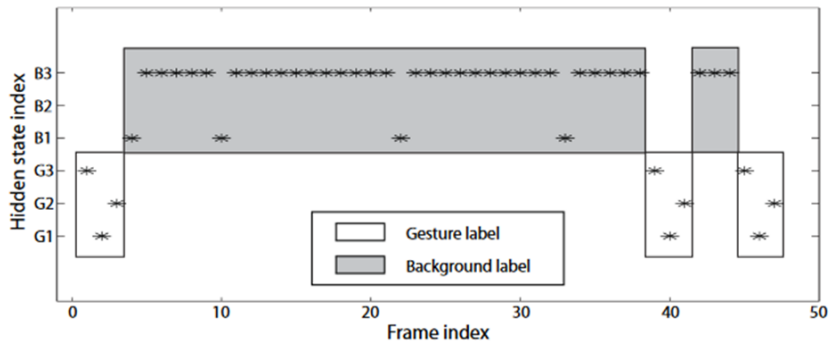 Hidden state index
B3
B2
B1
G3
G2
G1
Gesture label
Background label
0
10
20
30
40
50
Frame index